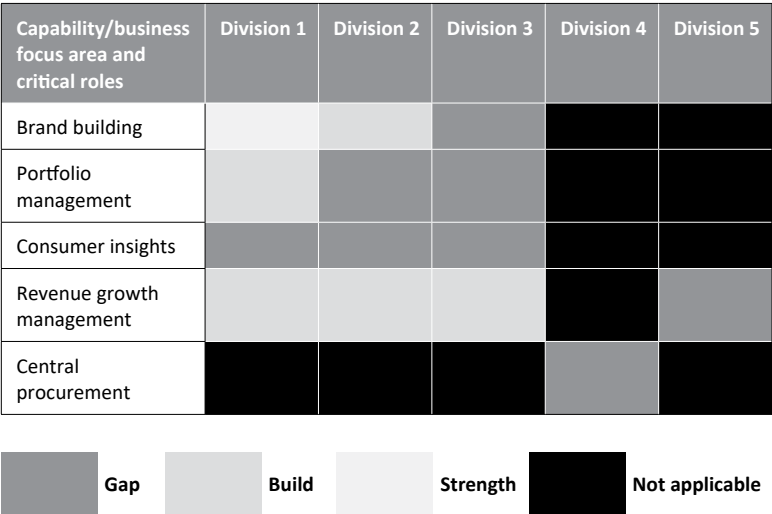 Capability/business Division 1 Division 2 Division 3 Division 4 Division 5
focus area and
critical roles
Brand building
Portfolio
management
Consumer insights
Revenue growth
management
Central
procurement
Gap Build Strength Not applicable